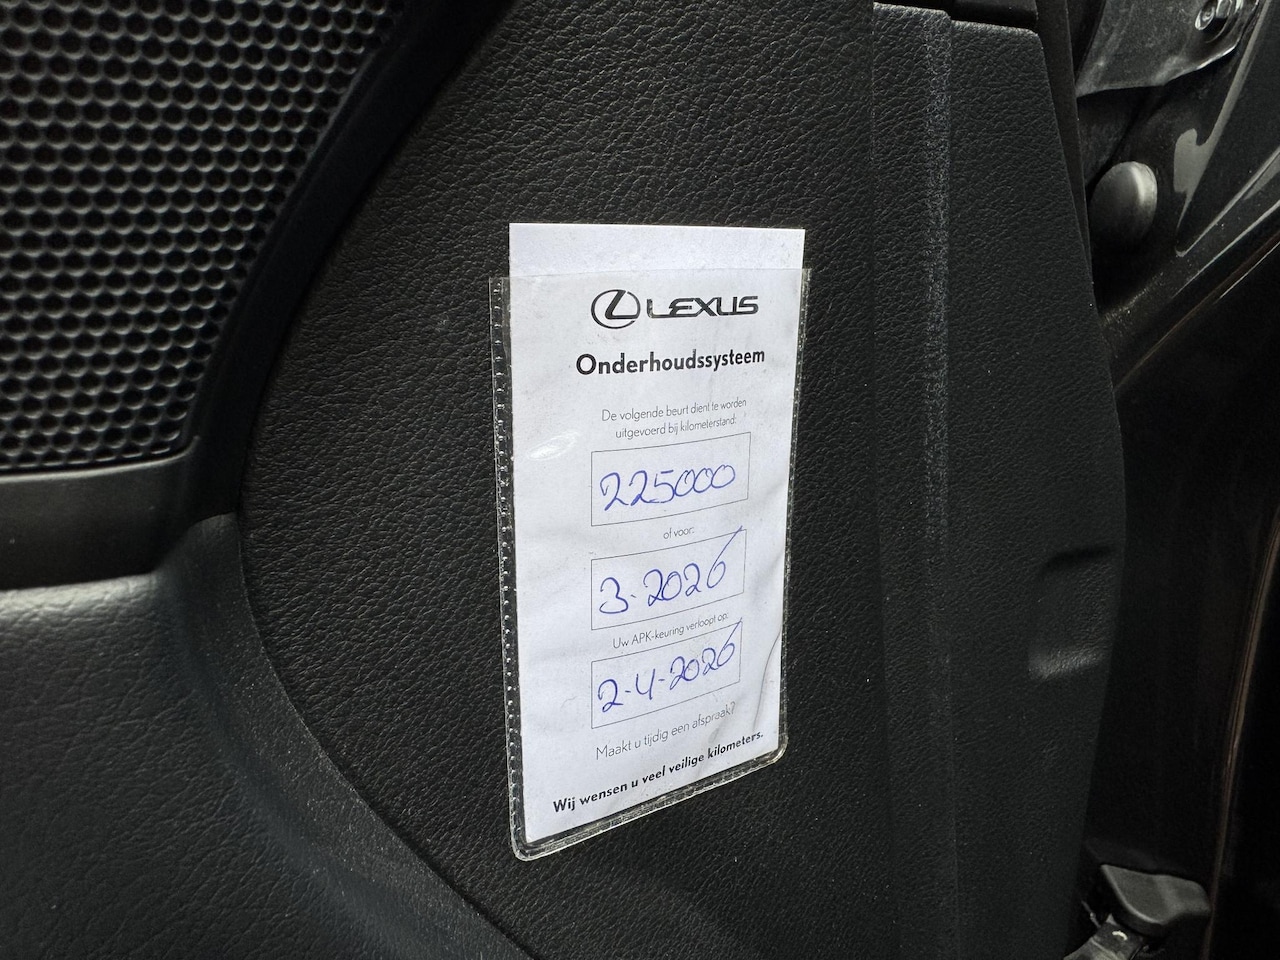 LEXUS
Onderhoudssysteem
De volgende beurt dient te worden
uitgevoerd bij kilometerstand:
225000
of voor:
3-2026
Uw APK-keuring verloopt op:
2-4-2026
Maakt u tijdig een afspraak?
Wij wensen u veel veilige kilometers.